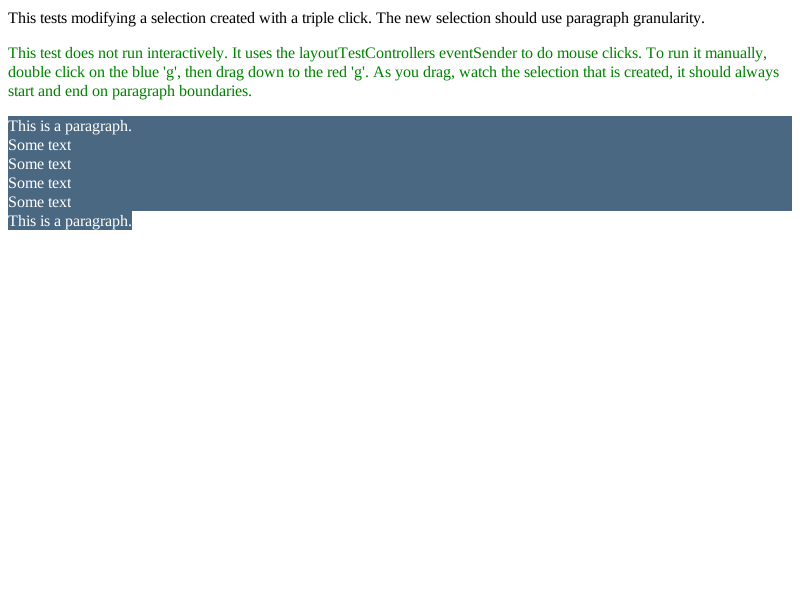 This tests modifying a selection created with a triple click. The new selection should use paragraph granularity.
This test does not run interactively. It uses the layoutTestControllers eventSender to do mouse clicks. To run it manually,
double click on the blue 'g', then drag down to the red 'g'. As you drag, watch the selection that is created, it should always
start and end on paragraph boundaries.
This is a paragraph.
Some text
Some text
Some text
Some text
This is a paragraph.